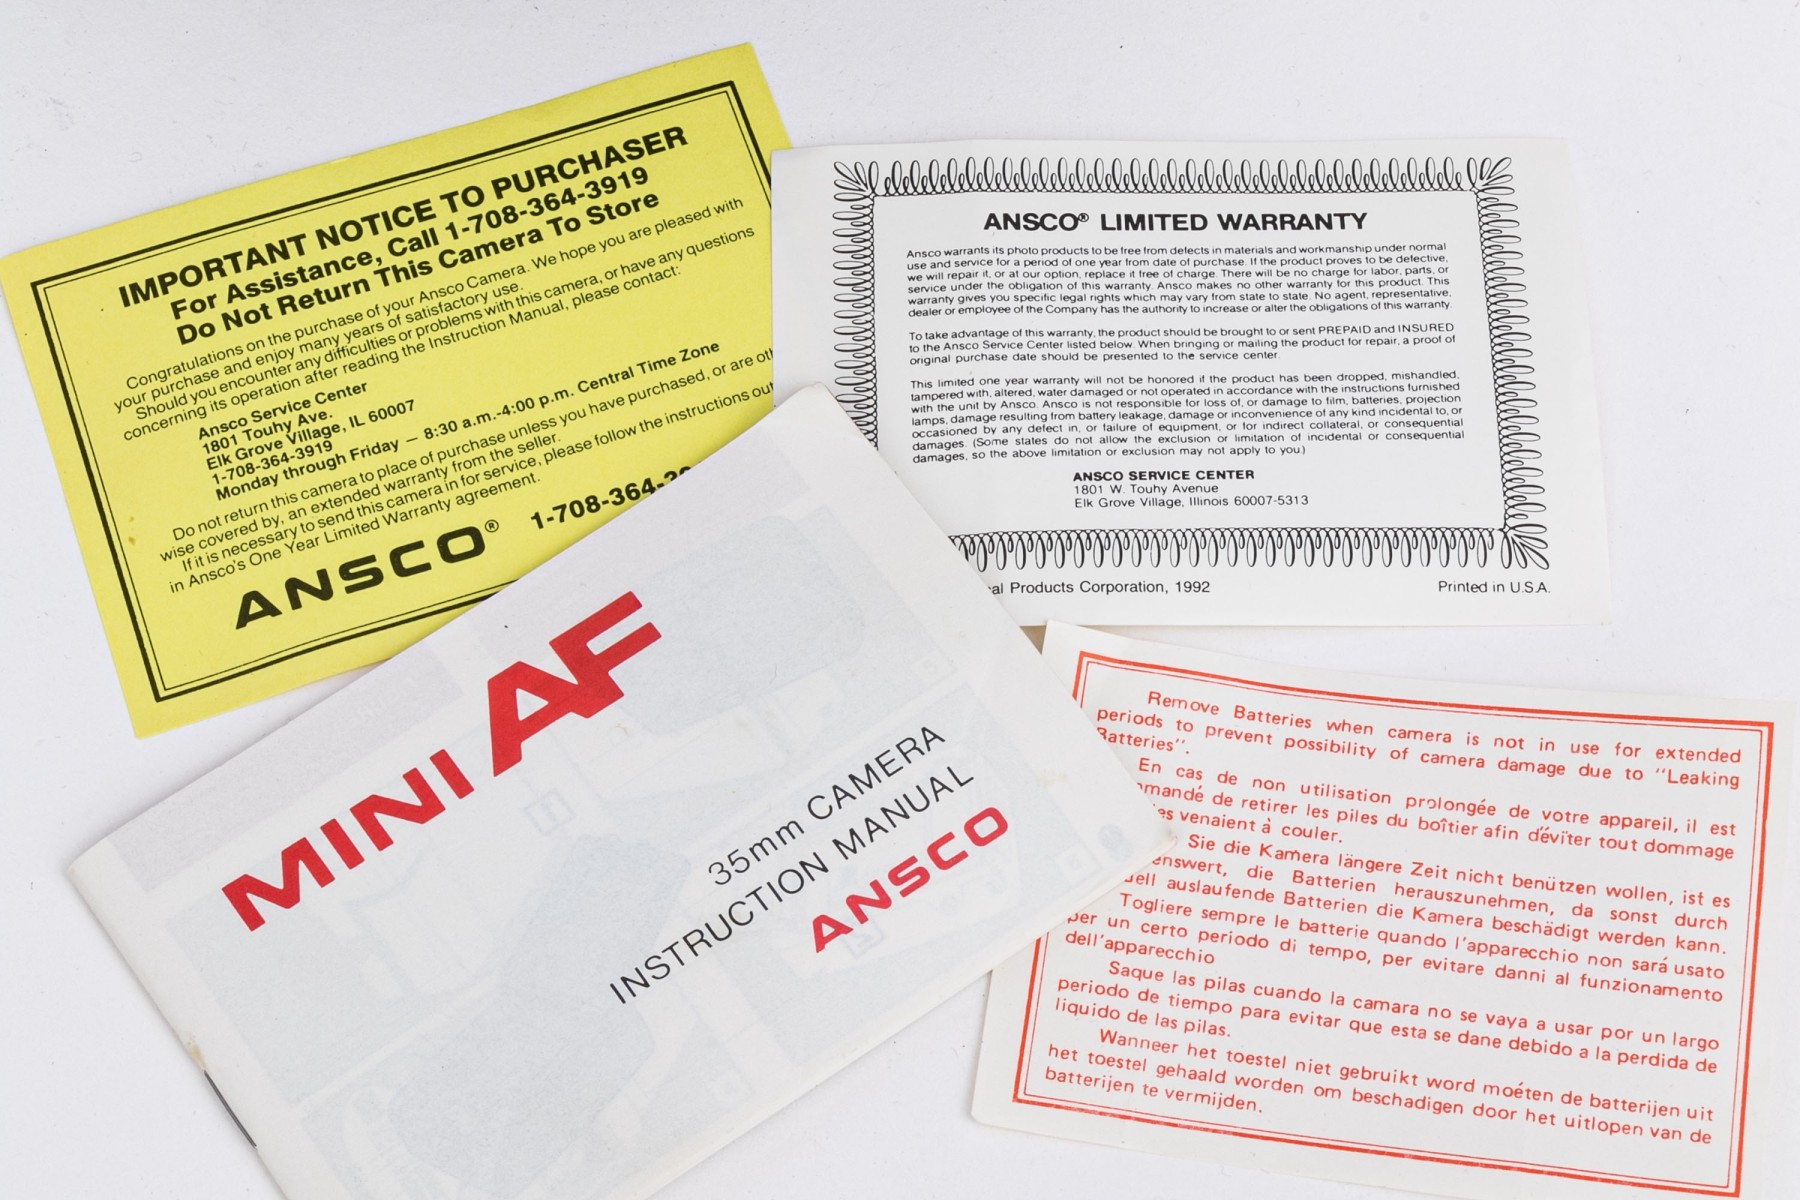 IMPORTANT NOTICE TO PURCHASER
For Assistance, Call 1-708-364-3919
Do Not Return This Camera To Store
Congratulations on the purchase of your Ansco Camera. We hope you are pleased with
your purchase and enjoy many years of satisfactory use.
Should you encounter any difficulties or problems with this camera, or have any questions
concerning its operation after reading the Instruction Manual, please contact:
Ansco Service Center
1801 Touhy Ave.
Elk Grove Village, IL 60007
1-708-364-3919
Monday through Friday — 8:30 a.m.-4:00 p.m. Central Time Zone
Do not return this camera to place of purchase unless you have purchased, or are
wise covered by, an extended warranty from the seller.
If it is necessary to send this camera in for service, please follow the instructions
in Ansco's One Year Limited Warranty agreement.
ANSCO® 1-708-364-
ANSCO® LIMITED WARRANTY
Ansco warrants its photo products to be free from defects in materials and workmanship under normal
use and service for a period of one year from date of purchase. If the product proves to be defective,
we will repair it, or at our option, replace it free of charge. There will be no charge for labor, parts, or
service under the obligation of this warranty. Ansco makes no other warranty for this product. This
warranty gives you specific legal rights which may vary from state to state. No agent, representative,
dealer or employee of the Company has the authority to increase or alter the obligations of this warranty.
To take advantage of this warranty, the product should be brought to or sent PREPAID and INSURED
to the Ansco Service Center listed below. When bringing or mailing the product for repair, a proof of
original purchase date should be presented to the service center.
This limited one year warranty will not be honored if the product has been dropped, mishandled,
tampered with, altered, water damaged or not operated in accordance with the instructions furnished
with the unit by Ansco. Ansco is not responsible for loss of, or damage to film, batteries, projection
lamps, damage resulting from battery leakage, damage or inconvenience of any kind incidental to, or
occasioned by any defect in, or failure of equipment, or for indirect collateral, or consequential
damages. (Some states do not allow the exclusion or limitation of incidental or consequential
damages, so the above limitation or exclusion may not apply to you.)
ANSCO SERVICE CENTER
1801 W. Touhy Avenue
Elk Grove Village, Illinois 60007-5313
al Products Corporation, 1992 Printed in U.S.A.
MINI AF
35mm CAMERA
INSTRUCTION MANUAL
ANSCO
Remove Batteries when camera is not in use for extended
periods to prevent possibility of camera damage due to "Leaking
Batteries".
En cas de non utilisation prolongée de votre appareil, il est
mandé de retirer les piles du boîtier afin d'éviter tout dommage
es venaient à couler.
Sie die Kamera längere Zeit nicht benützen wollen, ist es
enswert, die Batterien herauszunehmen, da sonst durch
uell auslaufende Batterien die Kamera beschädigt werden kann.
Togliere sempre le batterie quando l'apparecchio non sará usato
per un certo periodo di tempo, per evitare danni al funzionamento
dell'apparecchio
Saque las pilas cuando la camara no se vaya a usar por un largo
periodo de tiempo para evitar que esta se dane debido a la perdida de
liquido de las pilas.
Wanneer het toestel niet gebruikt word moéten de batterijen uit
het toestel gehaald worden om beschadigen door het uitlopen van de
batterijen te vermijden.